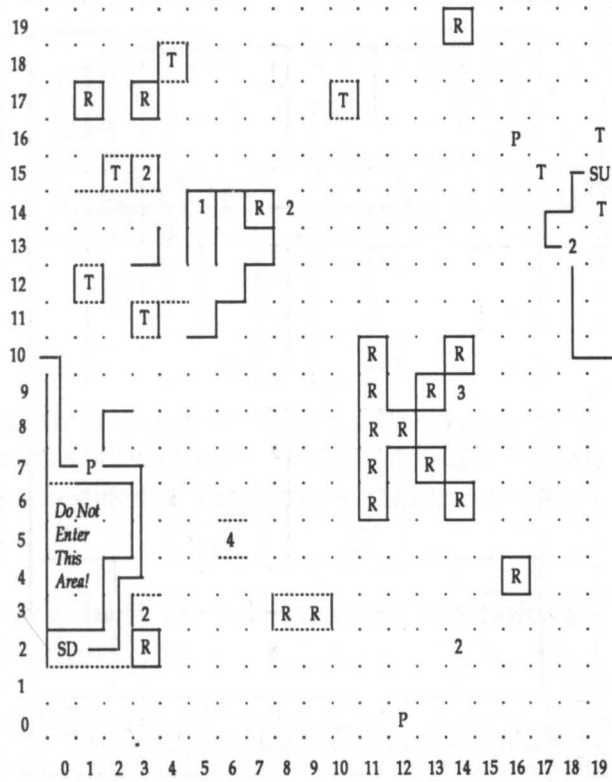 19 R
18 T
17 R R T
16 P T
15 T 2 T SU
14 1 R 2 T
13 2
12 T
11 T
10 R R
9 R R 3
8 R R
7 P R R
6 Do Not R R
5 Enter 4
This
4 Area! R
3 2 R R
2 SD R 2
1
0 P
0 1 2 3 4 5 6 7 8 9 10 11 12 13 14 15 16 17 18 19